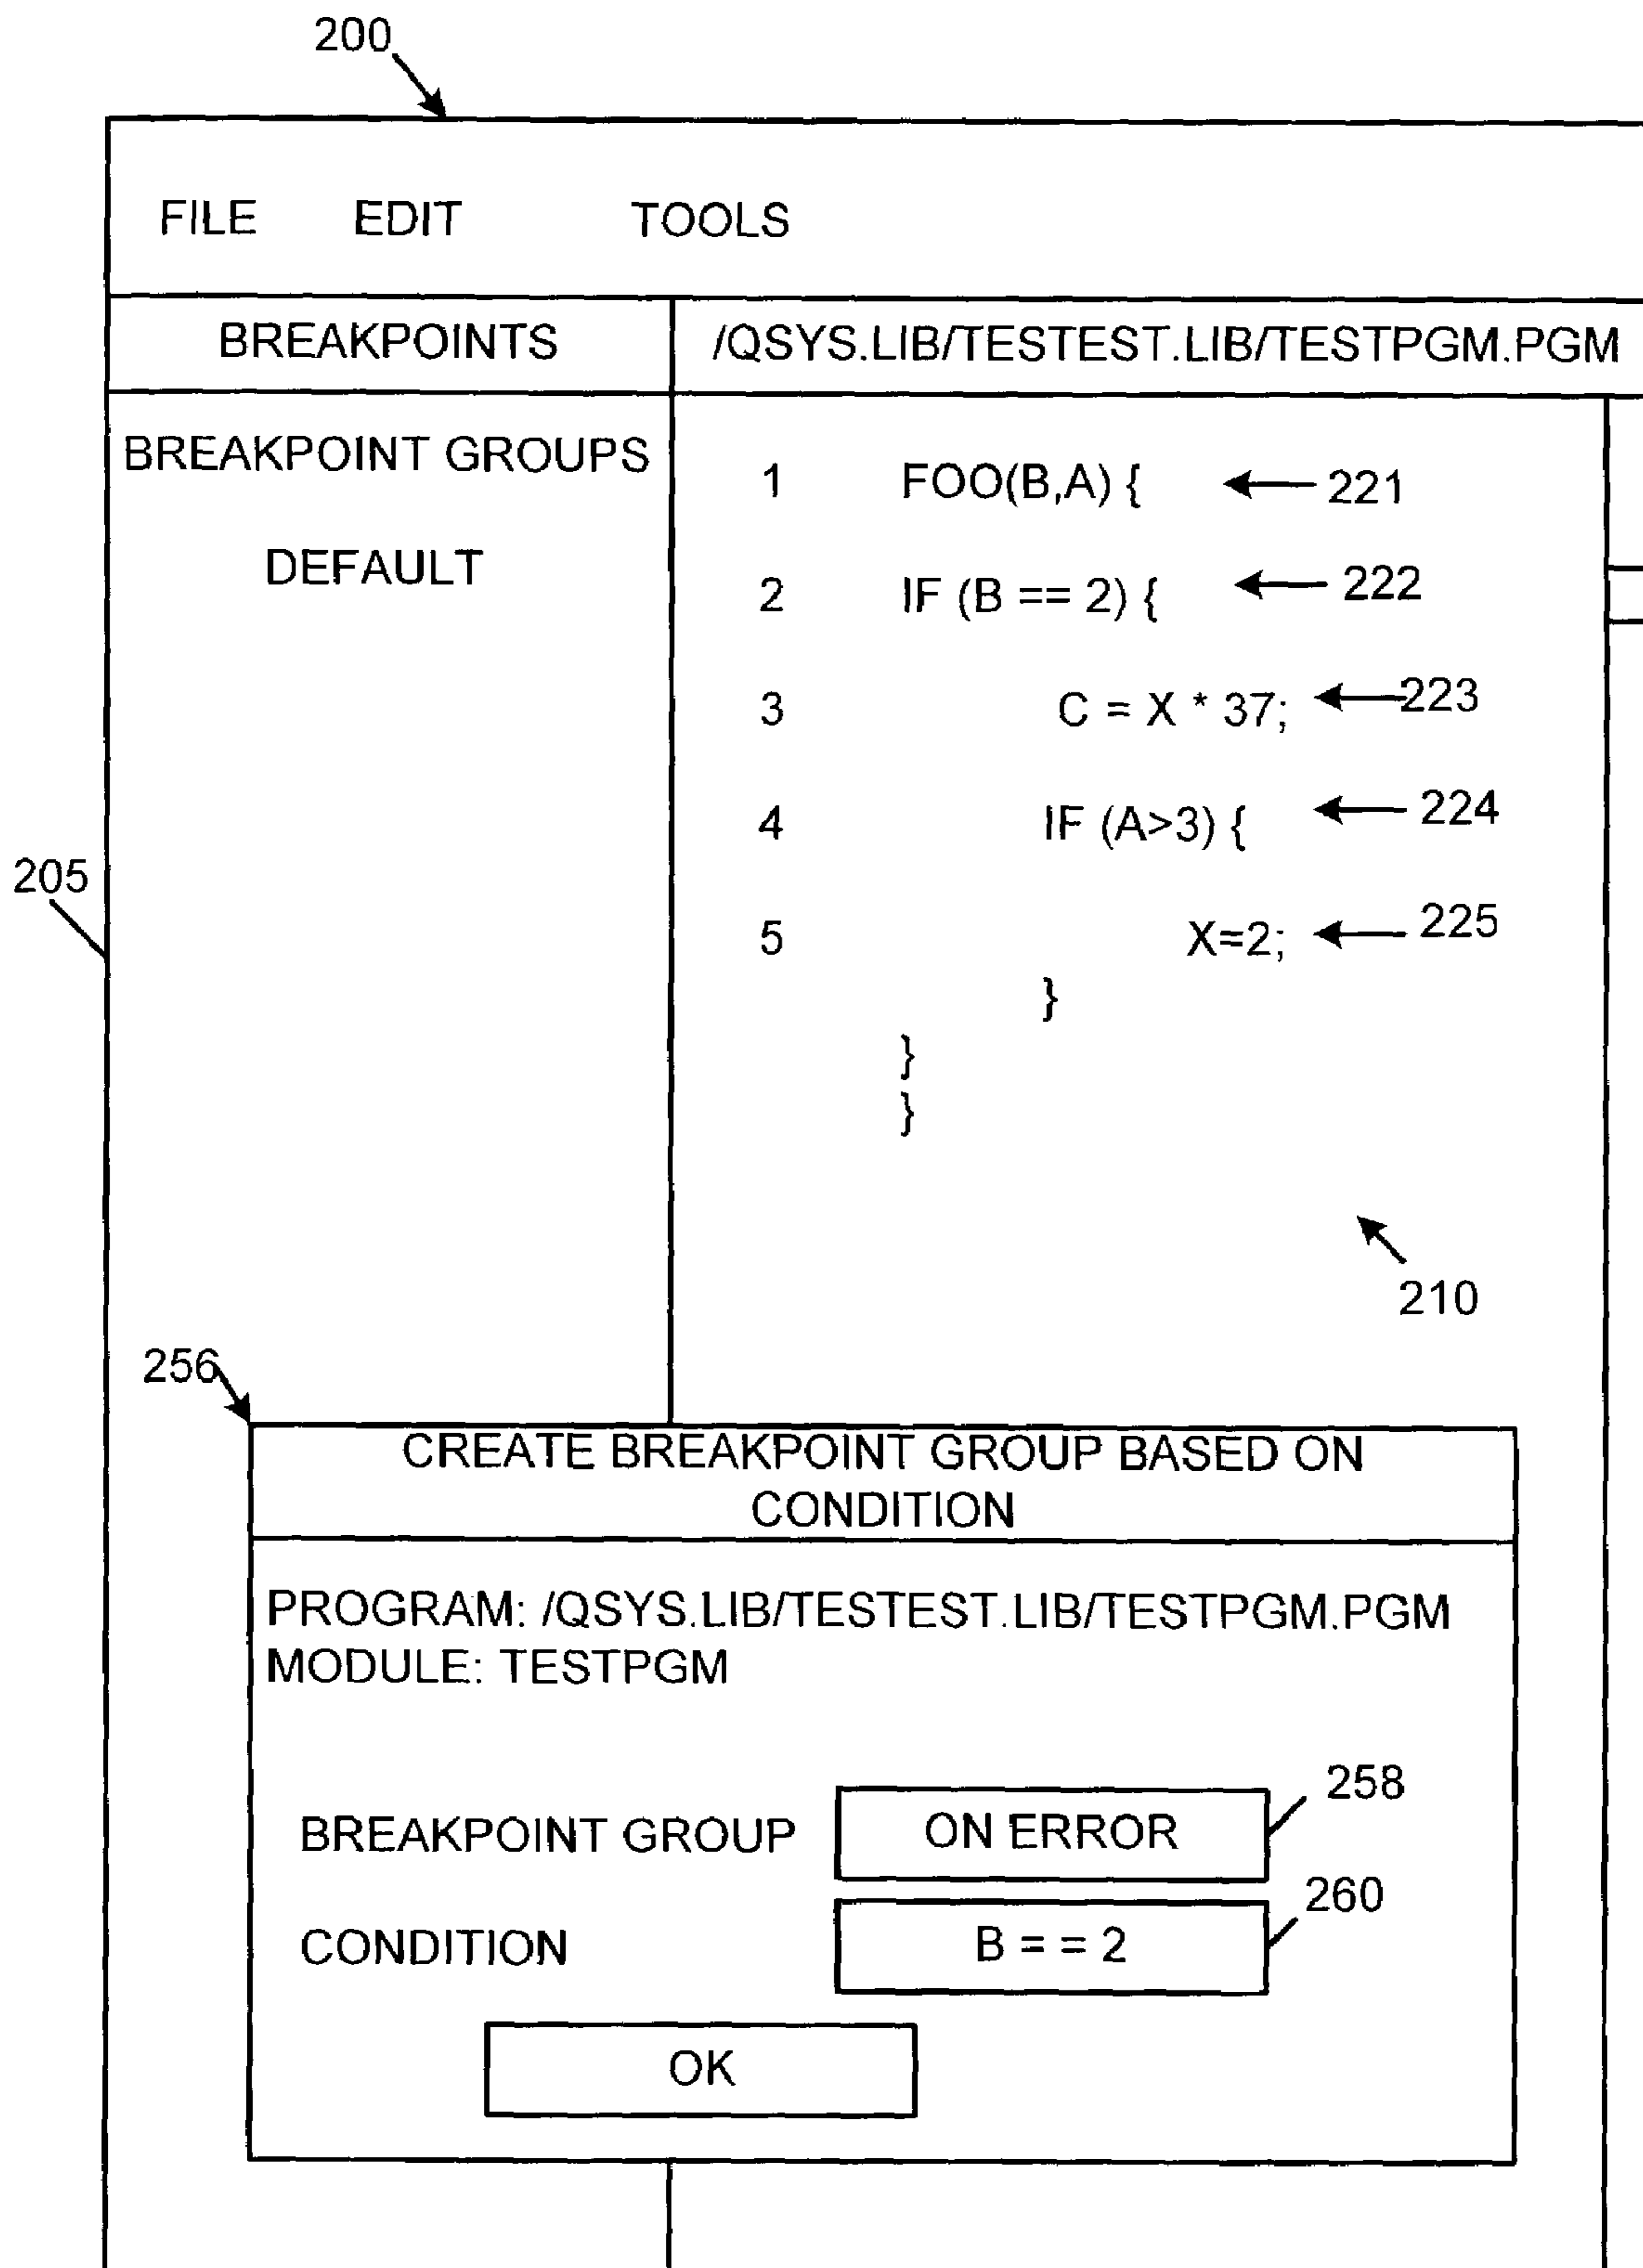 200
FILE EDIT TOOLS
BREAKPOINTS /QSYS.LIB/TESTEST.LIB/TESTPGM.PGM
BREAKPOINT GROUPS
DEFAULT
1 FOO(B,A) { 221
2 IF (B == 2) { 222
3 C = X * 37; 223
4 IF (A>3) { 224
5 X=2; 225
}
}
}
205
210
256
CREATE BREAKPOINT GROUP BASED ON
CONDITION
PROGRAM: /QSYS.LIB/TESTEST.LIB/TESTPGM.PGM
MODULE: TESTPGM
BREAKPOINT GROUP ON ERROR 258
CONDITION B = = 2 260
OK